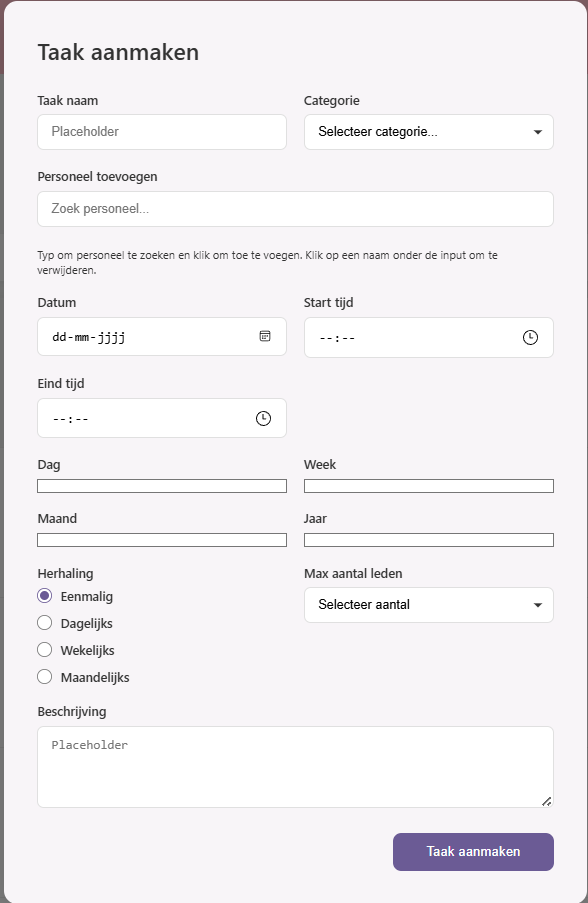 Taak aanmaken
Taak naam
Categorie
Placeholder
Selecteer categorie...
Personeel toevoegen
Zoek personeel...
Typ om personeel te zoeken en klik om toe te voegen. Klik op een naam onder de input om te
verwijderen.
Datum
Start tijd
dd-mm-jjjj
--:--
Eind tijd
--:--
Dag
Week
Maand
Jaar
Herhaling
Max aantal leden
Eenmalig
Selecteer aantal
Dagelijks
Wekelijks
Maandelijks
Beschrijving
Placeholder
Taak aanmaken